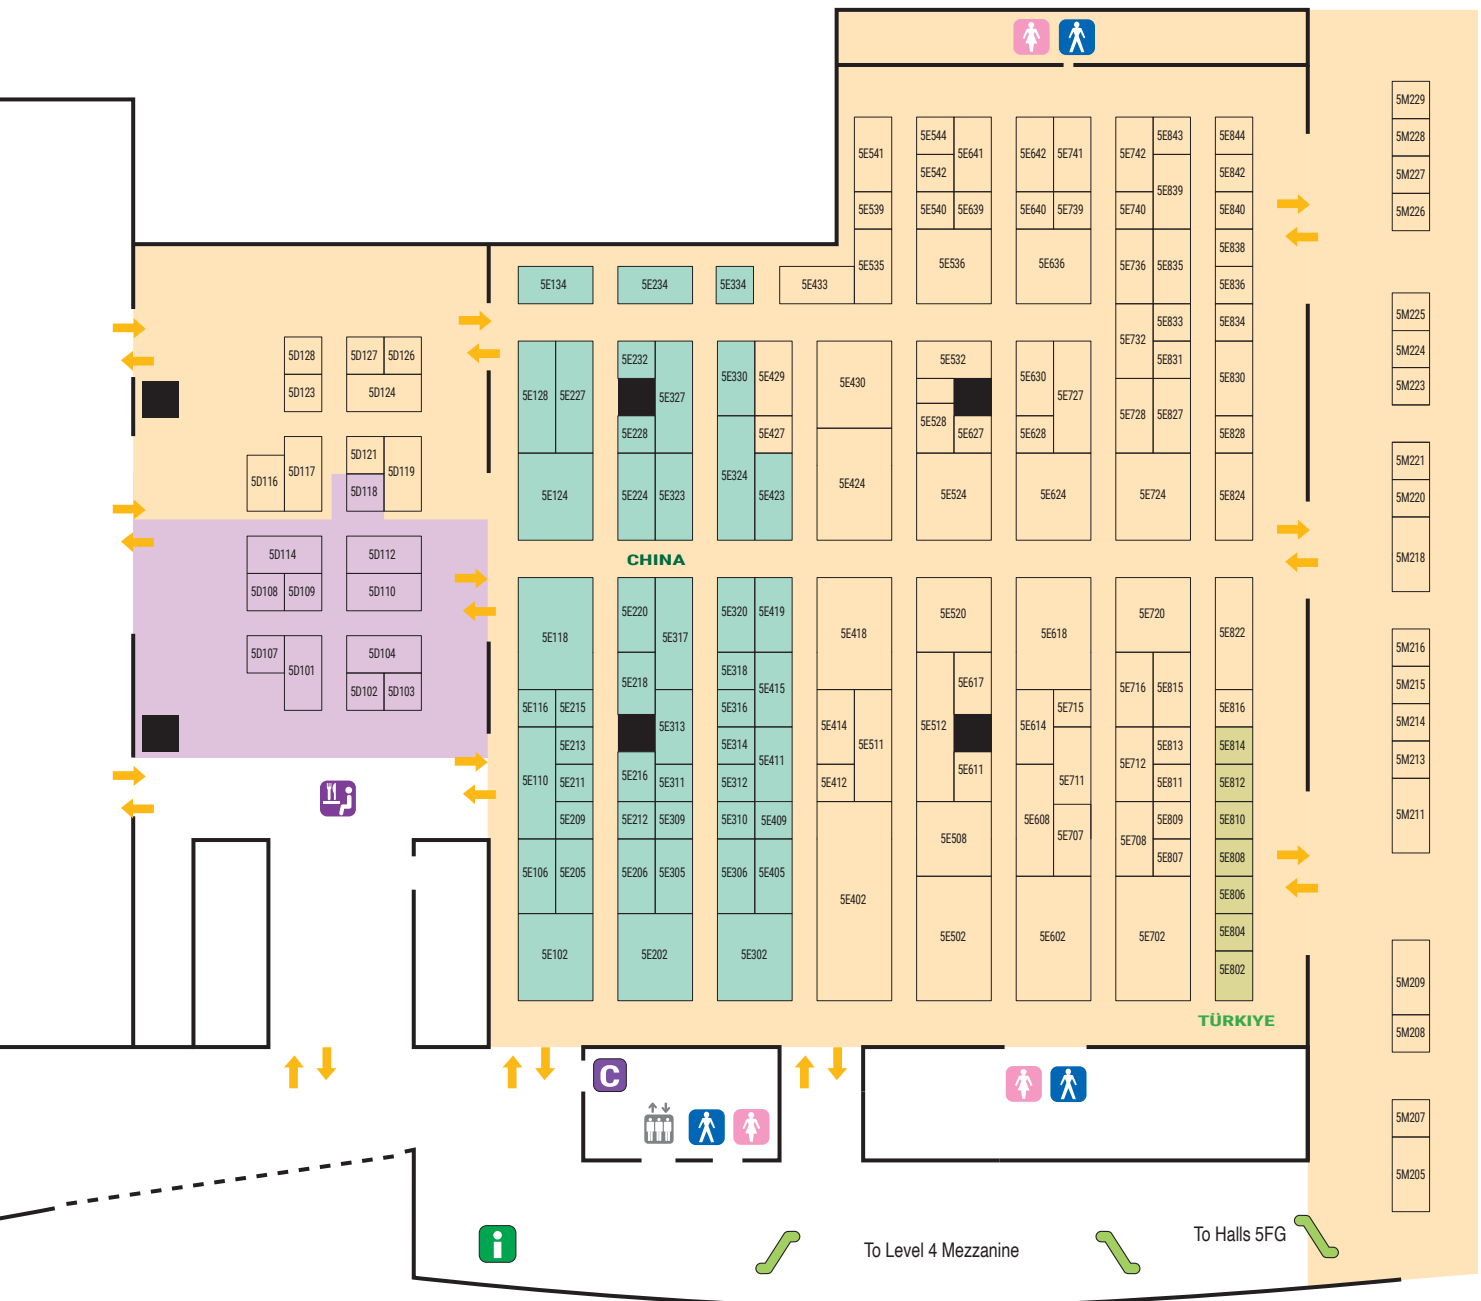 5M229
5E541
5E544
5E641
5E642
5E741
5E742
5E843
5E844
5M228
5E542
5E842
5M227
5E839
5E539
5E540
5E639
5E640
5E739
5E740
5E840
5M226
5E838
5E535
5E536
5E636
5E736
5E835
5E134
5E234
5E334
5E433
5E836
5M225
5E833
5E834
5E732
5M224
5D128
5D127
5D126
5E232
5E532
5E831
5E330
5E429
5E430
5E630
5E830
5M223
5D123
5D124
5E128
5E227
5E327
5E727
5E728
5E827
5E528
5E228
5E427
5E627
5E628
5E828
5D121
5M221
5D116
5D117
5D119
5E324
5E424
5D118
5E124
5E224
5E323
5E423
5E524
5E624
5E724
5E824
5M220
5D114
5D112
CHINA
5M218
5D108
5D109
5D110
5E220
5E320
5E419
5E520
5E720
5E118
5E317
5E418
5E618
5E822
5M216
5D107
5D104
5D101
5E318
5E218
5E617
5M215
5D102
5D103
5E415
5E716
5E815
5E116
5E215
5E316
5E715
5E816
5M214
5E313
5E414
5E512
5E614
5E213
5E314
5E511
5E813
5E814
5E411
5E712
5M213
5E216
5E611
5E110
5E211
5E311
5E312
5E412
5E711
5E811
5E812
5E209
5E212
5E309
5E310
5E409
5E608
5E809
5E810
5M211
5E508
5E707
5E708
5E807
5E808
5E106
5E205
5E206
5E305
5E306
5E405
5E806
5E402
5E502
5E602
5E702
5E804
5E102
5E202
5E302
5E802
5M209
TÜRKIYE
5M208
C
5M207
5M205
i
To Level 4 Mezzanine
To Halls 5FG